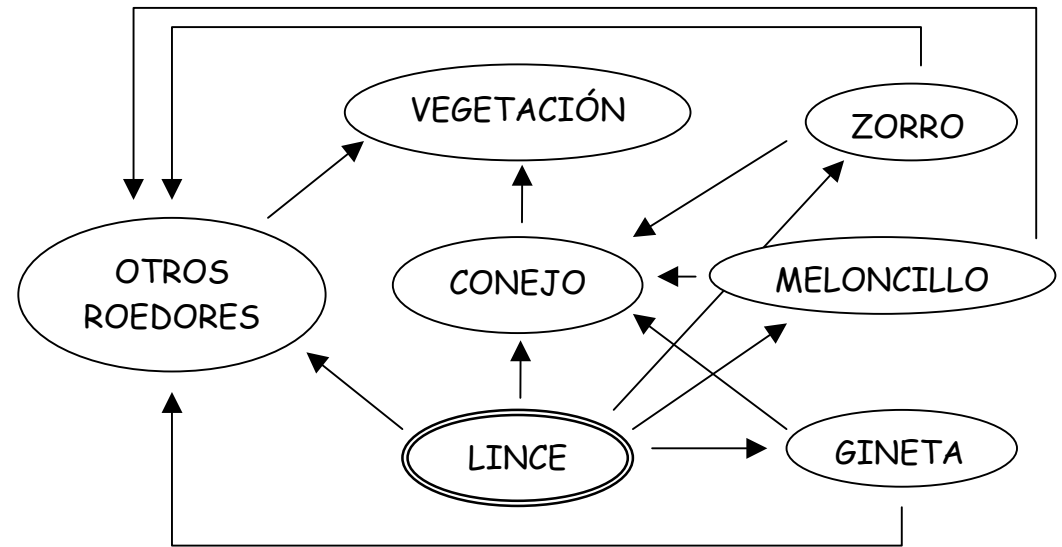 VEGETACIÓN
ZORRO
OTROS
ROEDORES
CONEJO
MELONCILLO
LINCE
GINETA